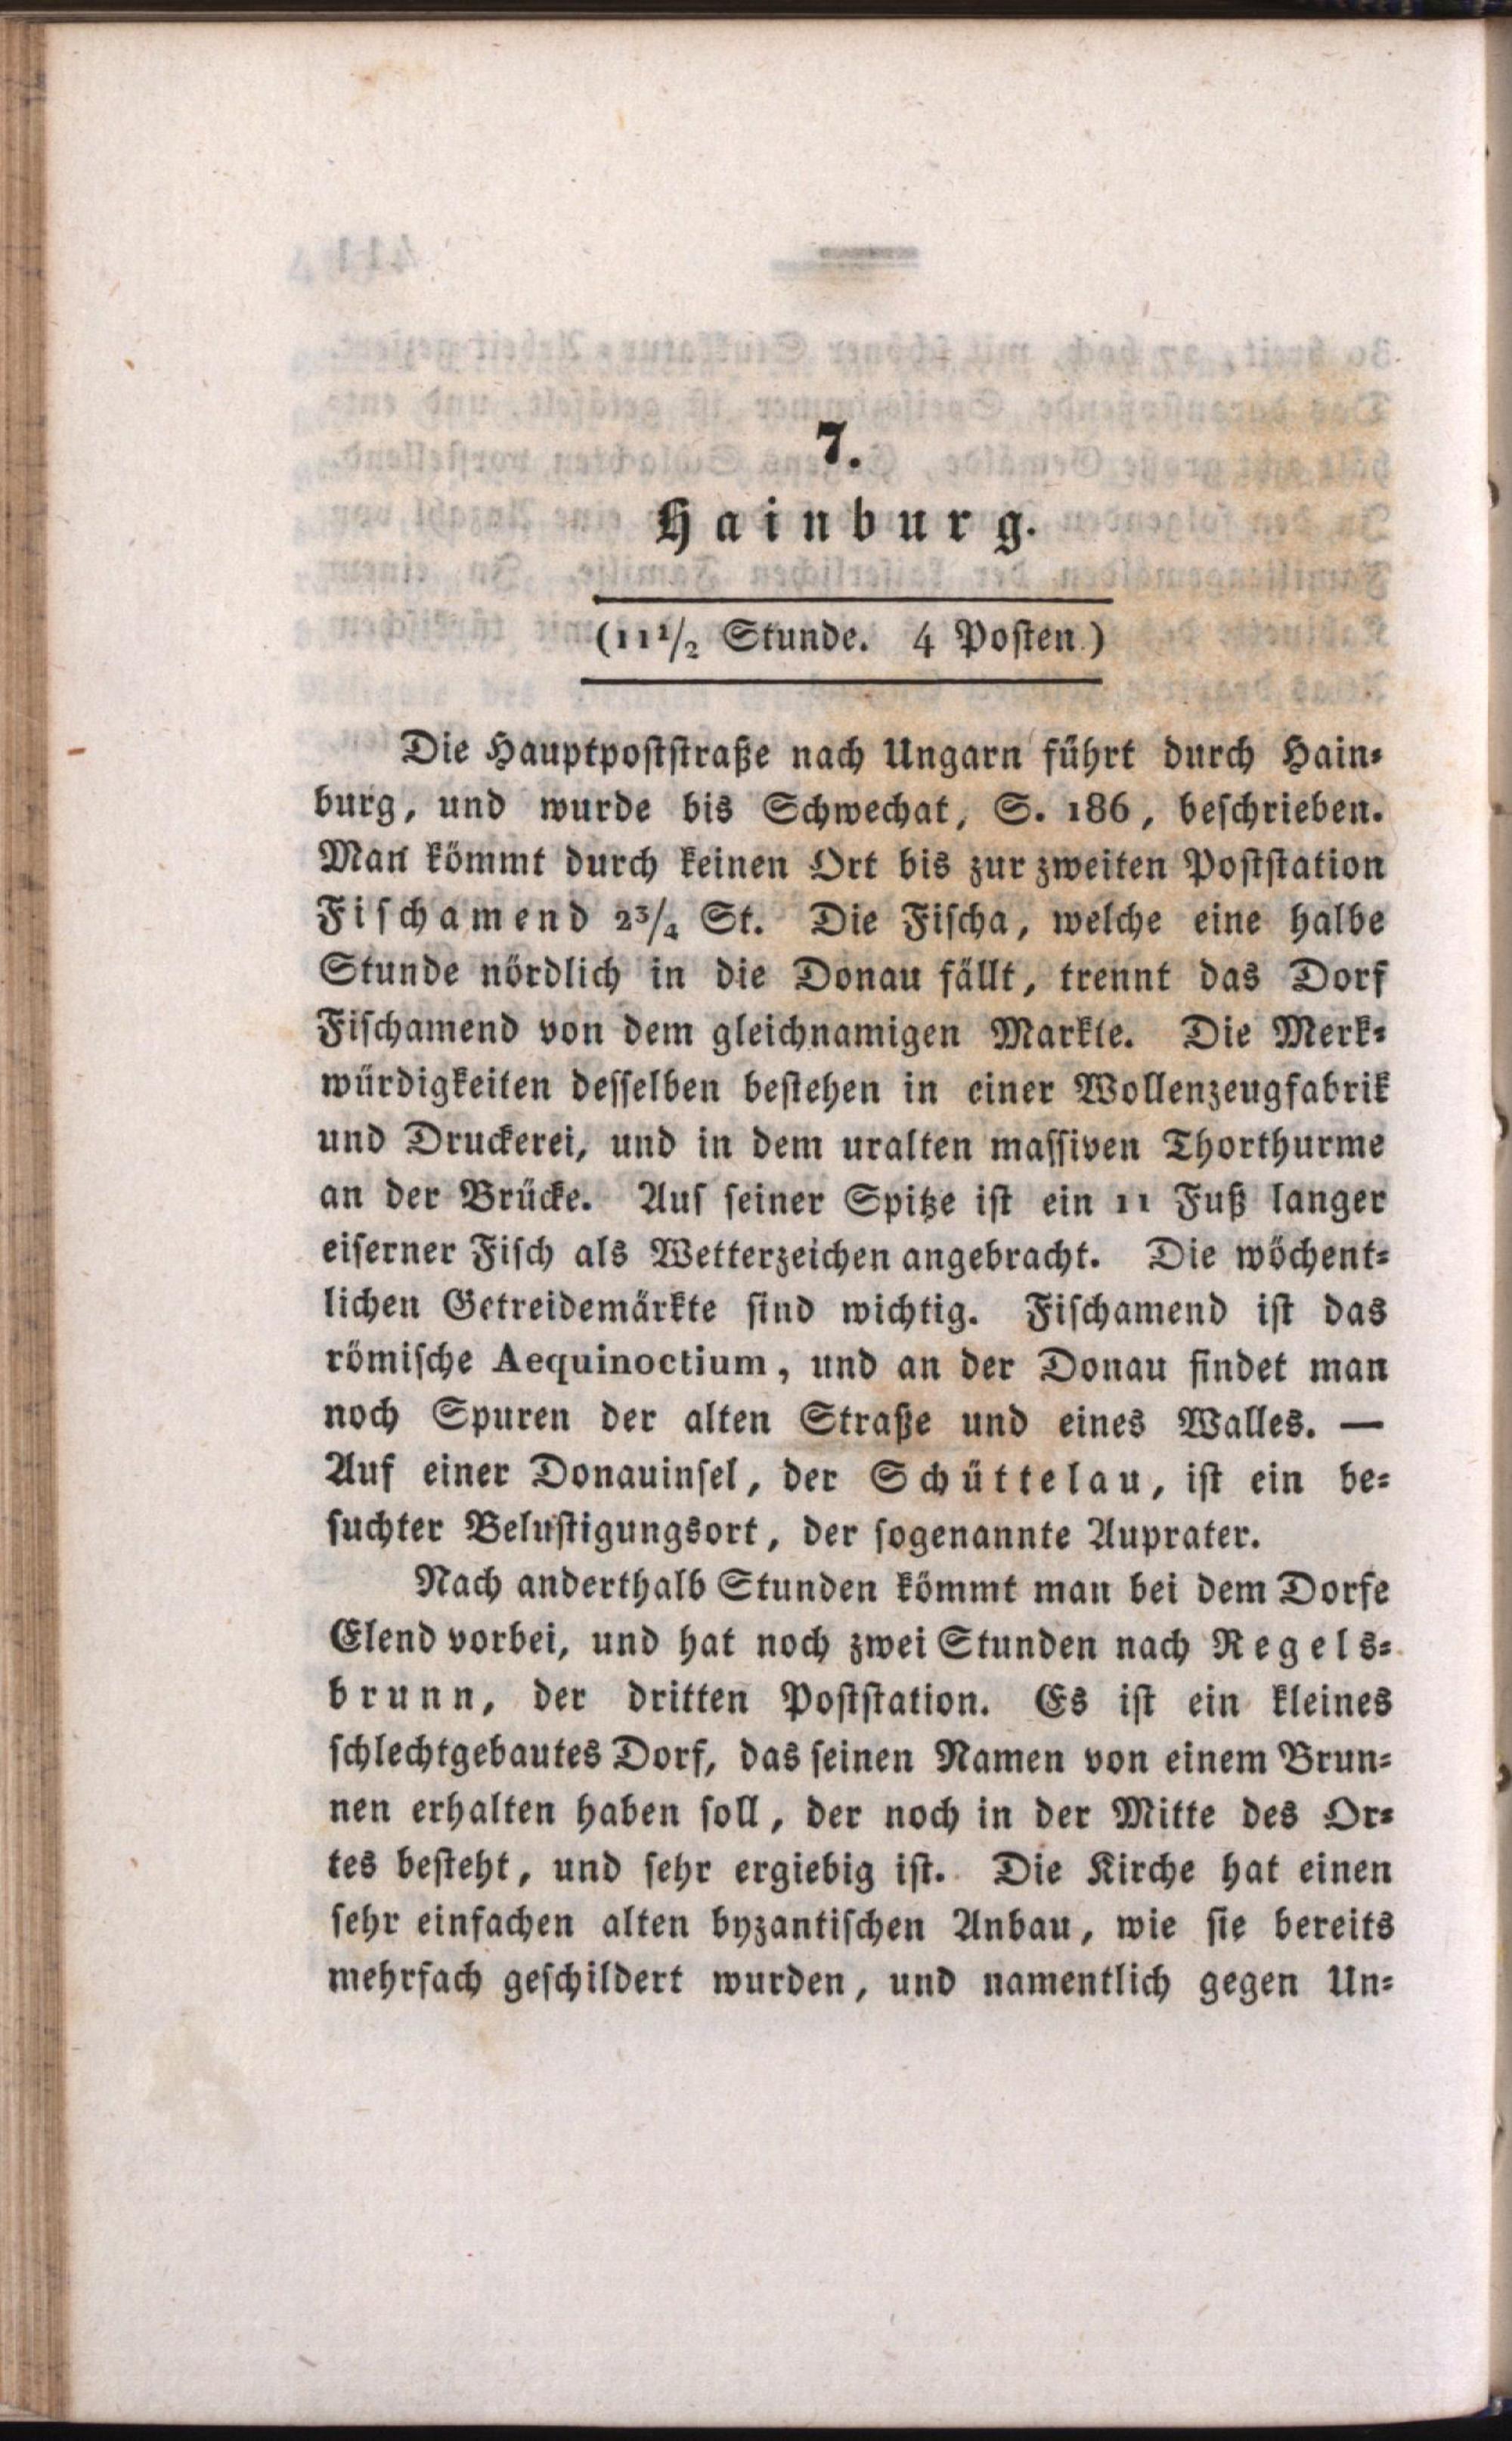 7.
Hainburg.
(11 1/2 Stunde. 4 Posten.)
Die Hauptpoststraße nach Ungarn führt durch Hain-
burg, und wurde bis Schwechat, S. 186, beschrieben.
Man kömmt durch keinen Ort bis zur zweiten Poststation
Fischamend 2 3/4 St. Die Fischa, welche eine halbe
Stunde nördlich in die Donau fällt, trennt das Dorf
Fischamend von dem gleichnamigen Markte. Die Merk-
würdigkeiten desselben bestehen in einer Wollenzeugfabrik
und Druckerei, und in dem uralten massiven Thorthurme
an der Brücke. Auf seiner Spitze ist ein 11 Fuß langer
eiserner Fisch als Wetterzeichen angebracht. Die wöchent-
lichen Getreidemärkte sind wichtig. Fischamend ist das
römische Aequinoctium, und an der Donau findet man
noch Spuren der alten Straße und eines Walles. —
Auf einer Donauinsel, der Schüttelau, ist ein be-
suchter Belustigungsort, der sogenannte Auprater.
Nach anderthalb Stunden kömmt man bei dem Dorfe
Elend vorbei, und hat noch zwei Stunden nach Regels-
brunn, der dritten Poststation. Es ist ein kleines
schlechtgebautes Dorf, das seinen Namen von einem Brun-
nen erhalten haben soll, der noch in der Mitte des Or-
tes besteht, und sehr ergiebig ist. Die Kirche hat einen
sehr einfachen alten byzantischen Anbau, wie sie bereits
mehrfach geschildert wurden, und namentlich gegen Un-